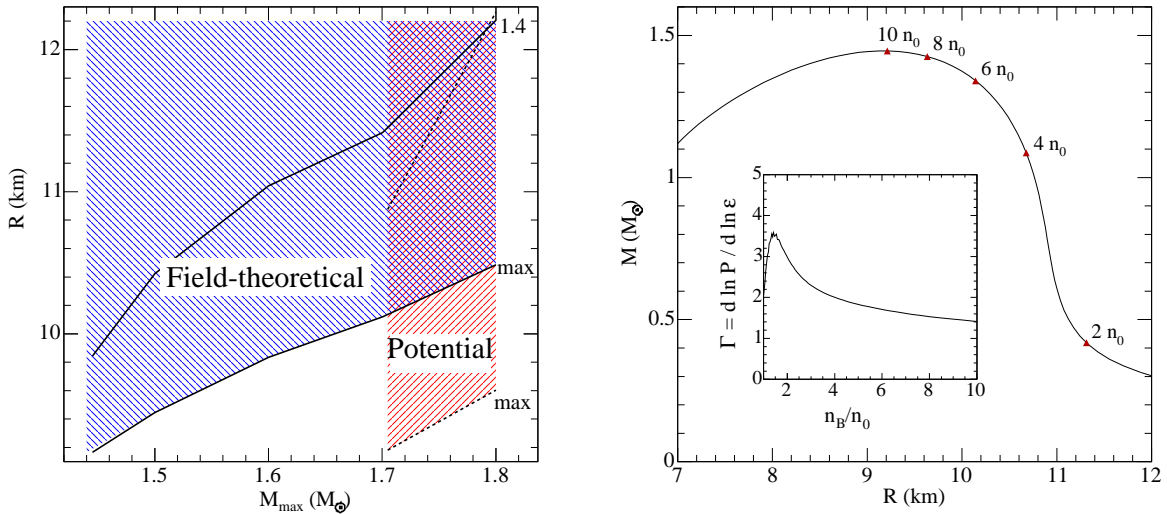 12
11
10
R (km)
1.5
1.6
1.7
1.8
M_max (M_☉)
Field-theoretical
Potential
1.4
max
max
1.5
1
0.5
0
M (M_☉)
7
8
9
10
11
12
R (km)
10 n_0
8 n_0
6 n_0
4 n_0
2 n_0
5
4
3
2
1
0
Γ = d ln P / d ln ε
2
4
6
8
10
n_B/n_0